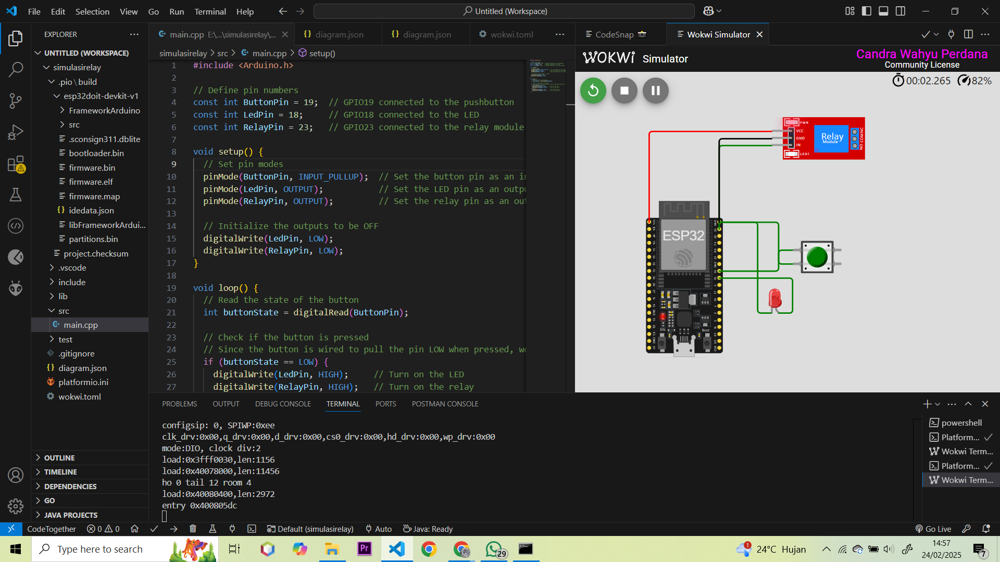 File Edit Selection View Go Run Terminal Help
Untitled (Workspace)
EXPLORER
UNTITLED (WORKSPACE)
simulasirelay
.pio\build
esp32doit-devkit-v1
FrameworkArduino
src
.sconsign311.dblite
bootloader.bin
firmware.bin
firmware.elf
firmware.map
idedata.json
libFrameworkArdui...
partitions.bin
project.checksum
.vscode
include
lib
src
main.cpp
test
.gitignore
diagram.json
platformio.ini
wokwi.toml
OUTLINE
TIMELINE
DEPENDENCIES
GO
JAVA PROJECTS
main.cpp E:\...\simulasirelay\... diagram.json diagram.json wokwi.toml
simulasirelay > src > main.cpp > setup()
1 #include <Arduino.h>
2
3 // Define pin numbers
4 const int ButtonPin = 19; // GPIO19 connected to the pushbutton
5 const int LedPin = 18; // GPIO18 connected to the LED
6 const int RelayPin = 23; // GPIO23 connected to the relay module
7
8 void setup() {
9 // Set pin modes
10 pinMode(ButtonPin, INPUT_PULLUP); // Set the button pin as an i
11 pinMode(LedPin, OUTPUT); // Set the LED pin as an outp
12 pinMode(RelayPin, OUTPUT); // Set the relay pin as an ou
13
14 // Initialize the outputs to be OFF
15 digitalWrite(LedPin, LOW);
16 digitalWrite(RelayPin, LOW);
17 }
18
19 void loop() {
20 // Read the state of the button
21 int buttonState = digitalRead(ButtonPin);
22
23 // Check if the button is pressed
24 // Since the button is wired to pull the pin LOW when pressed, w
25 if (buttonState == LOW) {
26 digitalWrite(LedPin, HIGH); // Turn on the LED
27 digitalWrite(RelayPin, HIGH); // Turn on the relay
CodeSnap Wokwi Simulator
WOKWI Simulator
Candra Wahyu Perdana
Community License
00:02.265 82%
PWR
VCC
GND
IN
LED1
Relay
Module
NO COM NC
ESP32
EN
Boot
PROBLEMS OUTPUT DEBUG CONSOLE TERMINAL PORTS POSTMAN CONSOLE
configsip: 0, SPIWP:0xee
clk_drv:0x00,q_drv:0x00,d_drv:0x00,cs0_drv:0x00,hd_drv:0x00,wp_drv:0x00
mode:DIO, clock div:2
load:0x3fff0030,len:1156
load:0x40078000,len:11456
ho 0 tail 12 room 4
load:0x40080400,len:2972
entry 0x400805dc
powershell
Platform...
Wokwi Term...
Platform...
Wokwi Term...
CodeTogether 0 0 Default (simulasirelay) Auto Java: Ready Go Live
Type here to search
Pr
29
1
24°C Hujan
14:57
24/02/2025
7